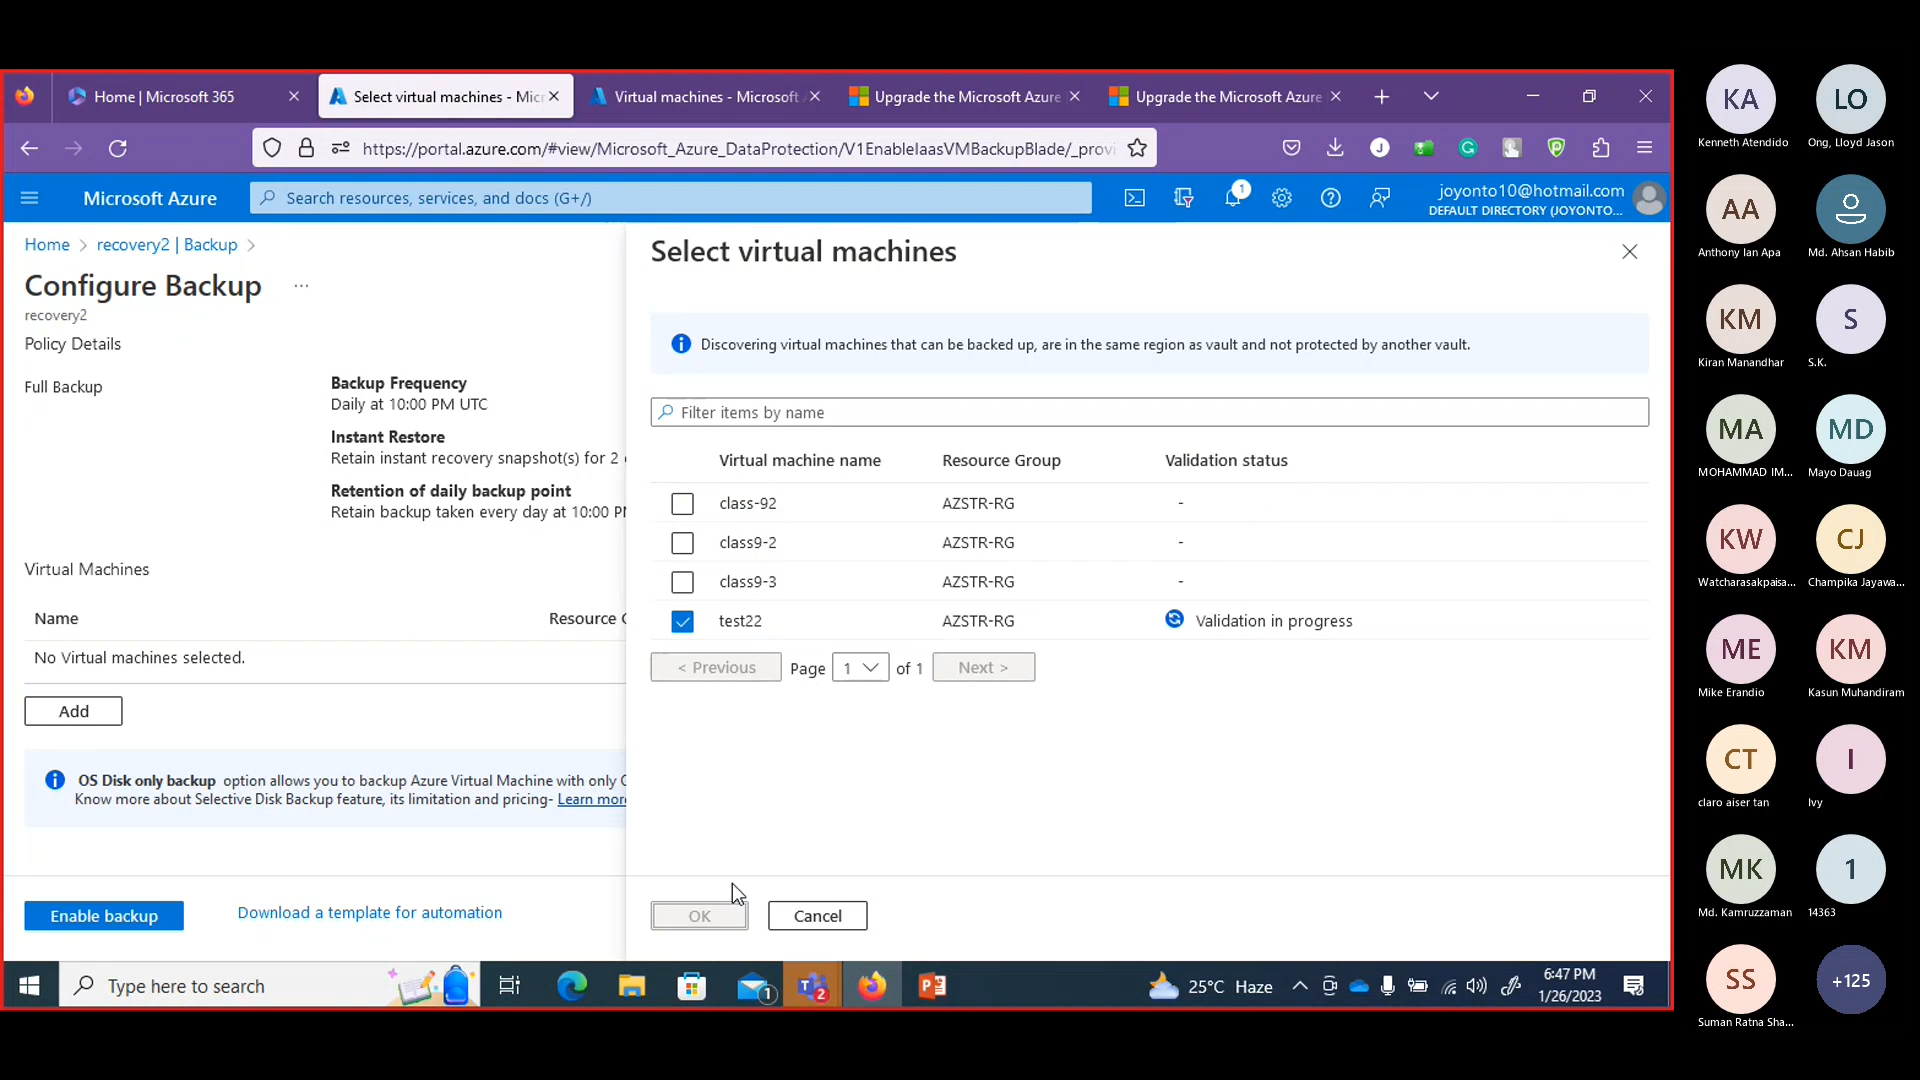 Home | Microsoft 365
Select virtual machines - Micr
Virtual machines - Microsoft
Upgrade the Microsoft Azure
Upgrade the Microsoft Azure
https://portal.azure.com/#view/Microsoft_Azure_DataProtection/V1EnableIaasVMBackupBlade/_provi
Microsoft Azure
Search resources, services, and docs (G+/)
1
joyonto10@hotmail.com
DEFAULT DIRECTORY (JOYONTO...
Home > recovery2 | Backup >
Configure Backup ...
recovery2
Policy Details
Full Backup
Backup Frequency
Daily at 10:00 PM UTC
Instant Restore
Retain instant recovery snapshot(s) for 2
Retention of daily backup point
Retain backup taken every day at 10:00 P
Virtual Machines
Name
Resource
No Virtual machines selected.
Add
OS Disk only backup option allows you to backup Azure Virtual Machine with only
Know more about Selective Disk Backup feature, its limitation and pricing- Learn more
Enable backup
Download a template for automation
Select virtual machines
Discovering virtual machines that can be backed up, are in the same region as vault and not protected by another vault.
Filter items by name
Virtual machine name Resource Group Validation status
class-92 AZSTR-RG -
class9-2 AZSTR-RG -
class9-3 AZSTR-RG -
test22 AZSTR-RG Validation in progress
< Previous Page 1 of 1 Next >
OK
Cancel
Type here to search
1
2
25°C Haze
6:47 PM
1/26/2023
KA
Kenneth Atendido
LO
Ong, Lloyd Jason
AA
Anthony Ian Apa
Md. Ahsan Habib
KM
Kiran Manandhar
S
S.K.
MA
MOHAMMAD IM...
MD
Mayo Dauag
KW
Watcharasakpaisa...
CJ
Champika Jayawa...
ME
Mike Erandio
KM
Kasun Muhandiram
CT
claro aiser tan
I
Ivy
MK
Md. Kamruzzaman
1
14363
SS
Suman Ratna Sha...
+125